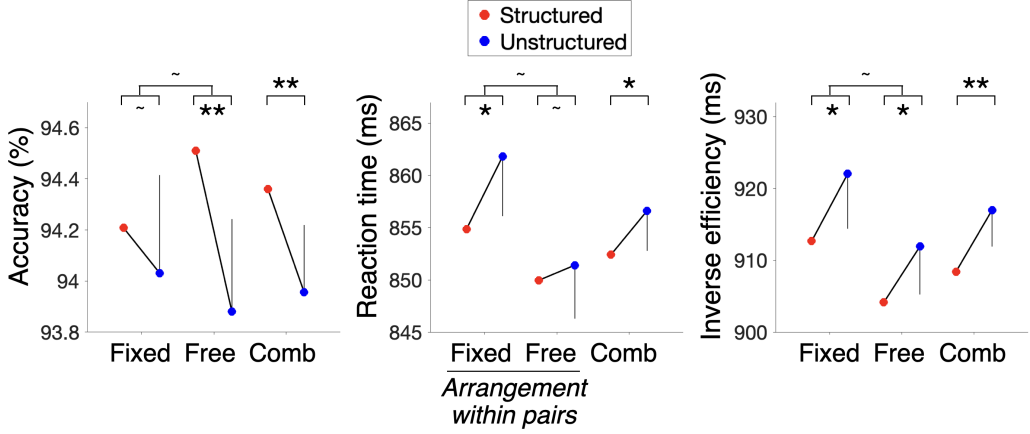 Structured
Unstructured
Accuracy (%)
94.6
94.4
94.2
94
93.8
~
~
**
**
Fixed Free Comb
Reaction time (ms)
865
860
855
850
845
~
*
~
*
Fixed Free Comb
Arrangement
within pairs
Inverse efficiency (ms)
930
920
910
900
~
*
*
**
Fixed Free Comb